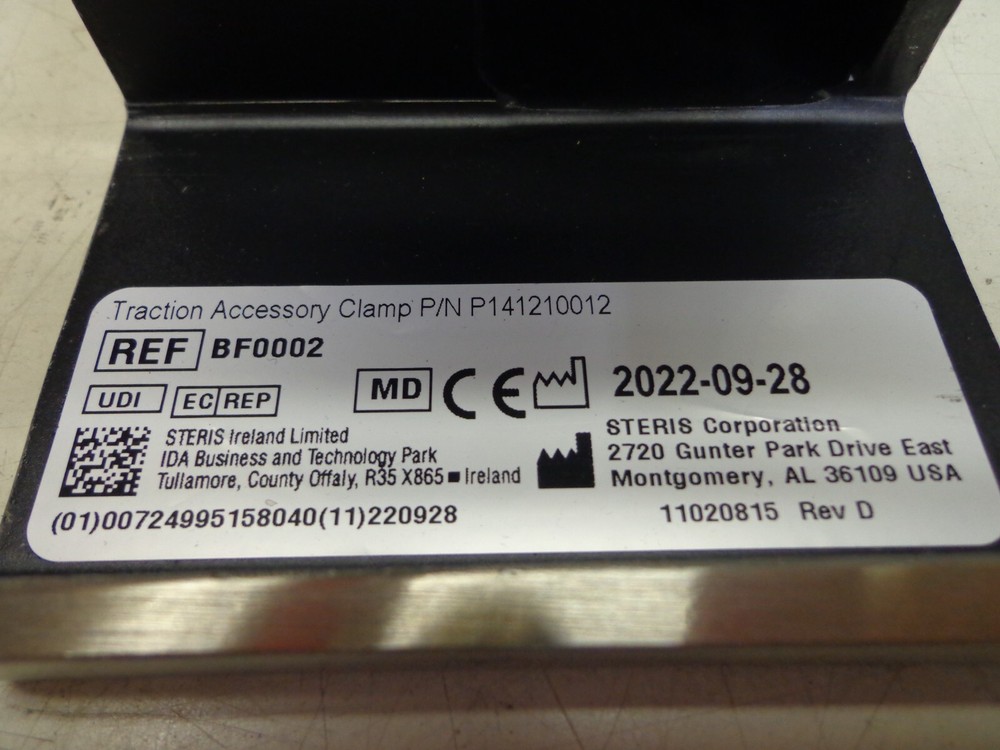 Traction Accessory Clamp P/N P141210012
REF BF0002
UDI EC REP MD CE 2022-09-28
STERIS Ireland Limited
IDA Business and Technology Park
Tullamore, County Offaly, R35 X865 ■ Ireland
STERIS Corporation
2720 Gunter Park Drive East
Montgomery, AL 36109 USA
(01)00724995158040(11)220928
11020815 Rev D